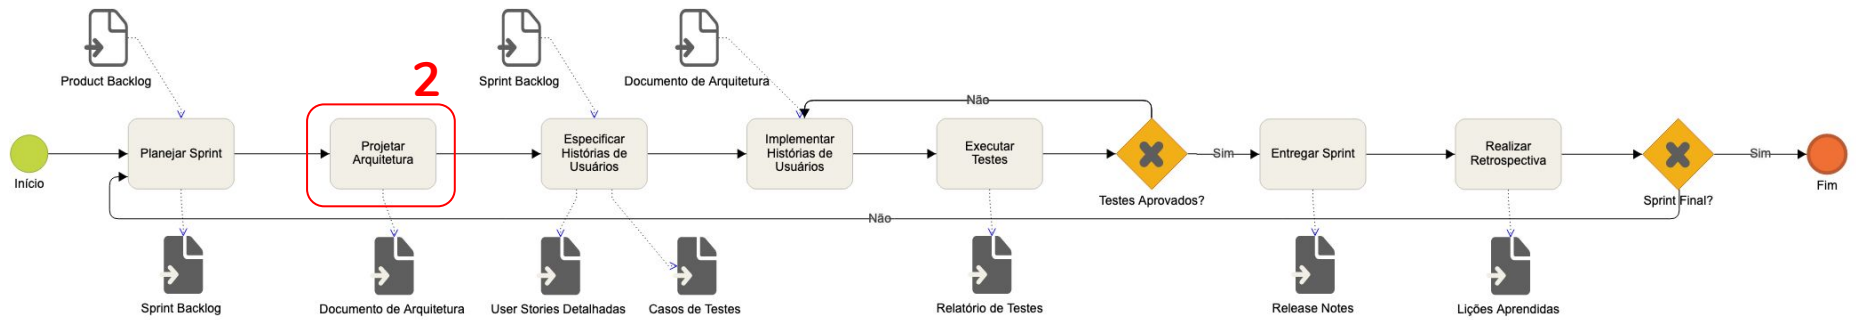 Product Backlog
2
Sprint Backlog
Documento de Arquitetura
Não
Início
Planejar Sprint
Projetar
Arquitetura
Especificar
Histórias de
Usuários
Implementar
Histórias de
Usuários
Executar
Testes
Testes Aprovados?
Sim
Entregar Sprint
Realizar
Retrospectiva
Sprint Final?
Sim
Fim
Não
Sprint Backlog
Documento de Arquitetura
User Stories Detalhadas
Casos de Testes
Relatório de Testes
Release Notes
Lições Aprendidas